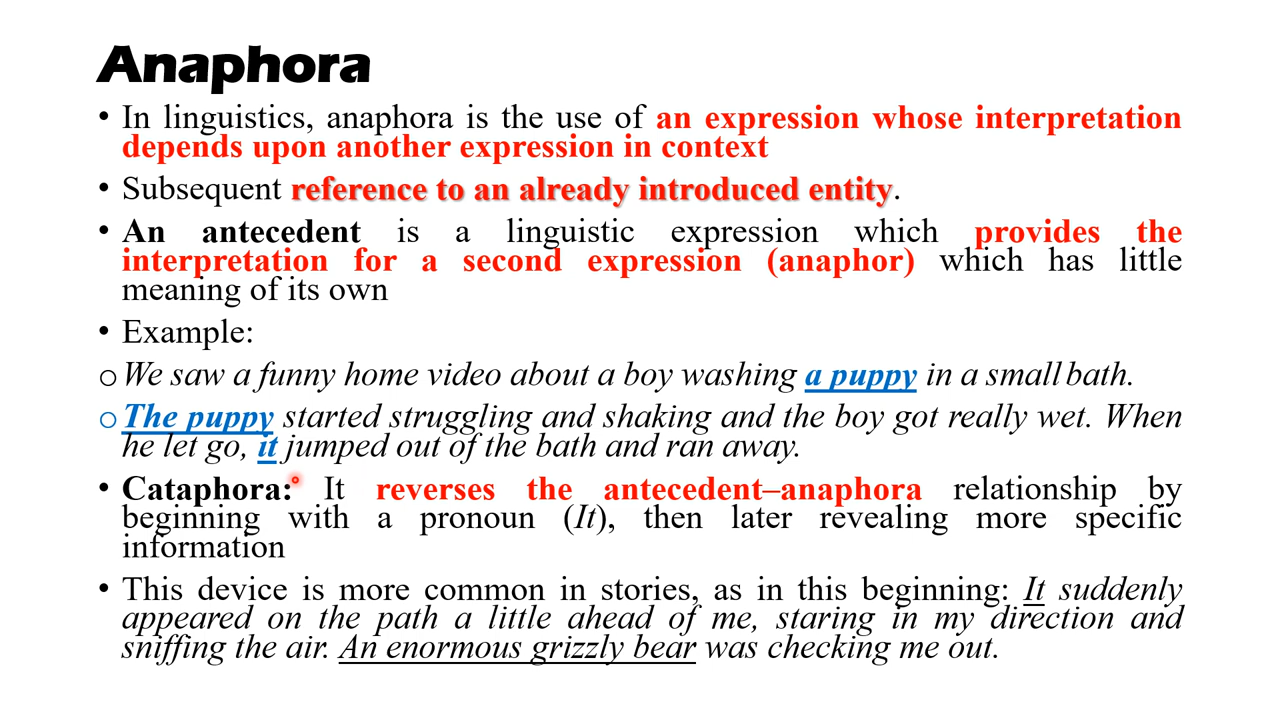 Anaphora
• In linguistics, anaphora is the use of an expression whose interpretation
depends upon another expression in context
• Subsequent reference to an already introduced entity.
• An antecedent is a linguistic expression which provides the
interpretation for a second expression (anaphor) which has little
meaning of its own
• Example:
o We saw a funny home video about a boy washing a puppy in a small bath.
o The puppy started struggling and shaking and the boy got really wet. When
he let go, it jumped out of the bath and ran away.
• Cataphora: It reverses the antecedent–anaphora relationship by
beginning with a pronoun (It), then later revealing more specific
information
• This device is more common in stories, as in this beginning: It suddenly
appeared on the path a little ahead of me, staring in my direction and
sniffing the air. An enormous grizzly bear was checking me out.